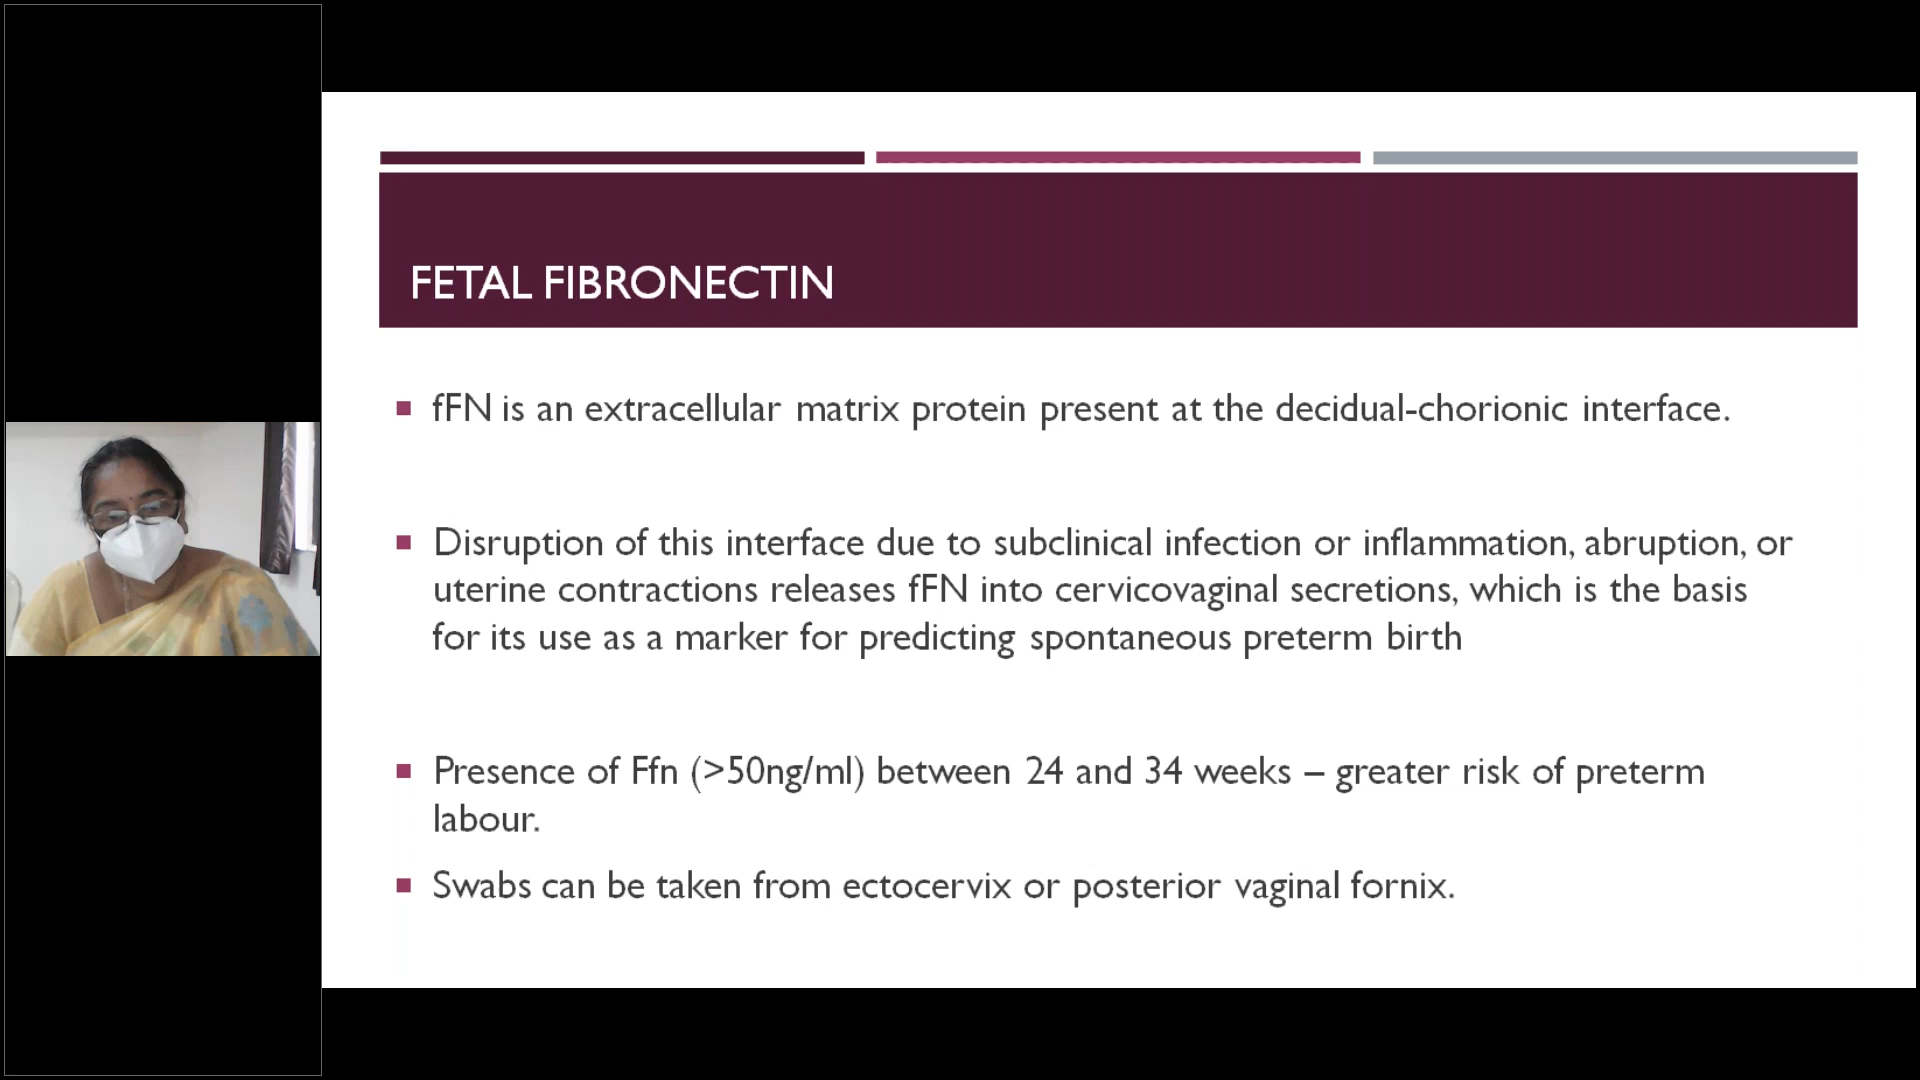 FETAL FIBRONECTIN
fFN is an extracellular matrix protein present at the decidual-chorionic interface.
Disruption of this interface due to subclinical infection or inflammation, abruption, or
uterine contractions releases fFN into cervicovaginal secretions, which is the basis
for its use as a marker for predicting spontaneous preterm birth
Presence of Ffn (>50ng/ml) between 24 and 34 weeks – greater risk of preterm
labour.
Swabs can be taken from ectocervix or posterior vaginal fornix.